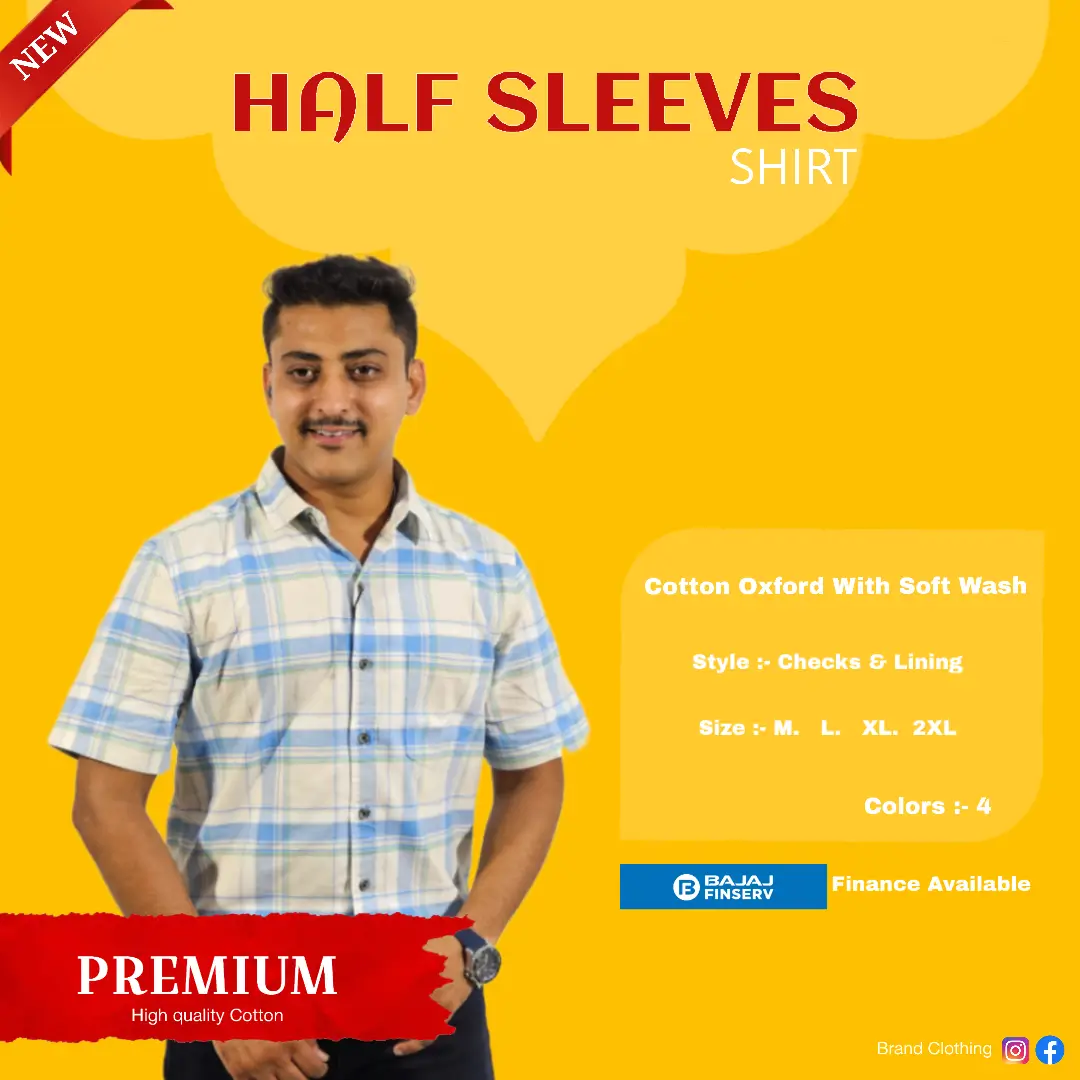 NEW
HALF SLEEVES
SHIRT
Cotton Oxford With Soft Wash
Style :- Checks & Lining
Size :- M. L. XL. 2XL
Colors :- 4
BAJAJ
FINSERV
Finance Available
PREMIUM
High quality Cotton
Brand Clothing